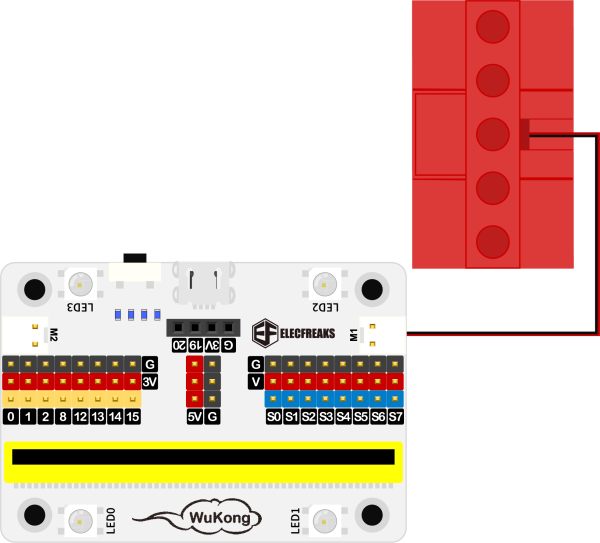 LED3
LED2
M2
20 19 3V G
ELECFREAKS
M1
G
3V
G
V
0 1 2 8 12 13 14 15
5V G
S0 S1 S2 S3 S4 S5 S6 S7
LED0
WuKong
LED1